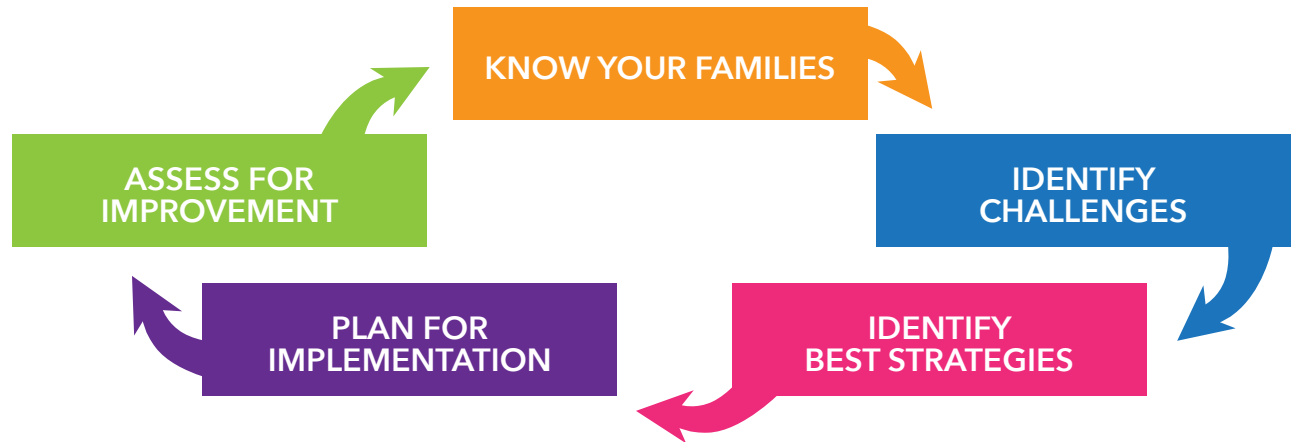 KNOW YOUR FAMILIES
IDENTIFY
CHALLENGES
IDENTIFY
BEST STRATEGIES
PLAN FOR
IMPLEMENTATION
ASSESS FOR
IMPROVEMENT